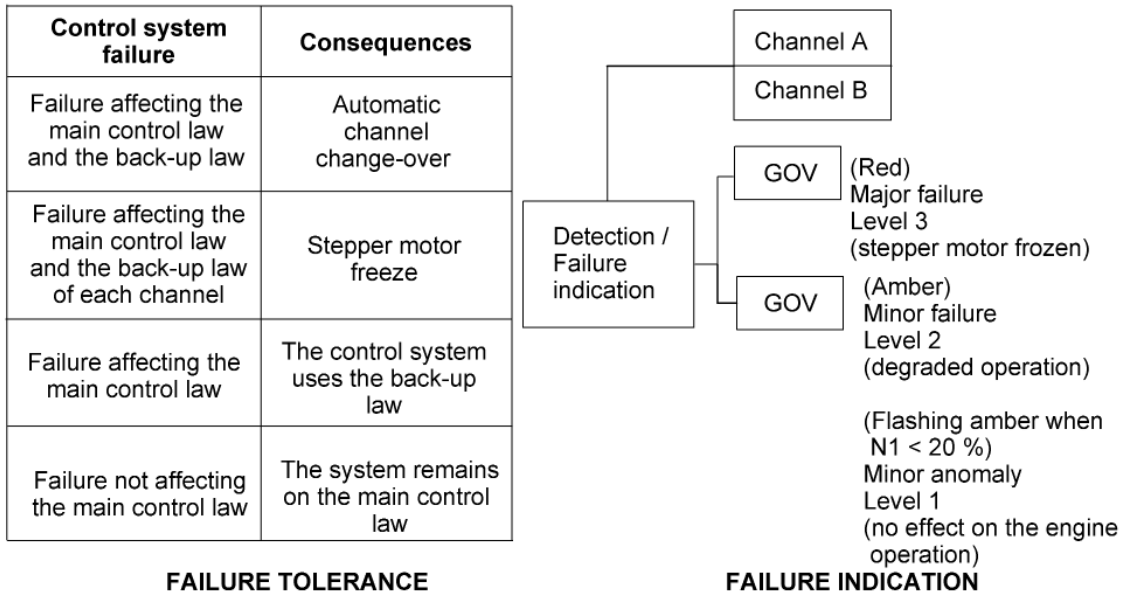 Control system
failure
Consequences
Failure affecting the
main control law
and the back-up law
Automatic
channel
change-over
Failure affecting the
main control law
and the back-up law
of each channel
Stepper motor
freeze
Failure affecting the
main control law
The control system
uses the back-up
law
Failure not affecting
the main control law
The system remains
on the main control
law
FAILURE TOLERANCE
Channel A
Channel B
Detection /
Failure
indication
GOV
(Red)
Major failure
Level 3
(stepper motor frozen)
GOV
(Amber)
Minor failure
Level 2
(degraded operation)
(Flashing amber when
N1 < 20 %)
Minor anomaly
Level 1
(no effect on the engine
operation)
FAILURE INDICATION